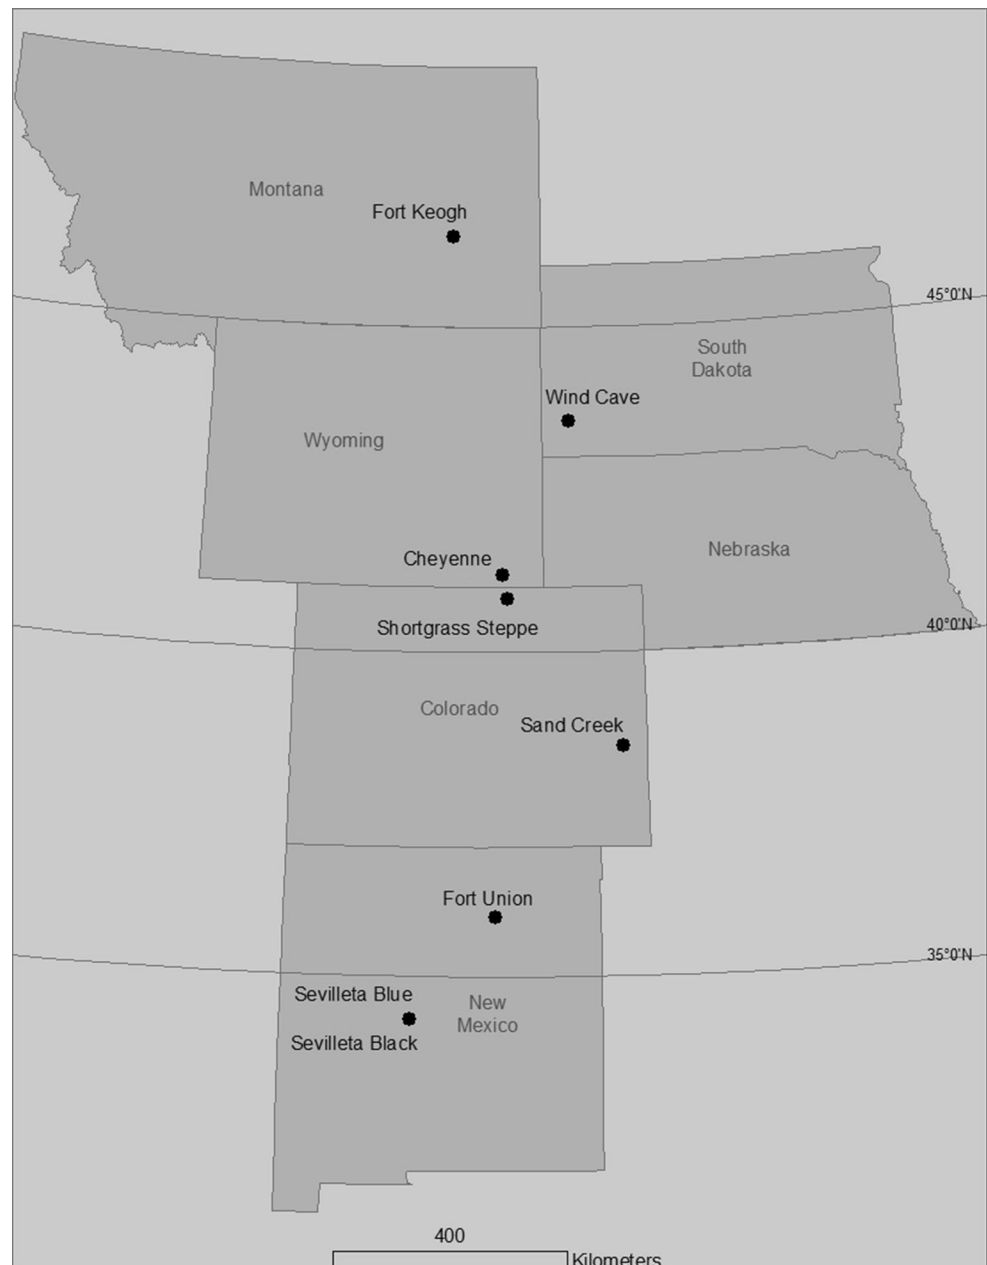 Montana
Fort Keogh
45°0'N
South
Dakota
Wind Cave
Wyoming
Nebraska
Cheyenne
Shortgrass Steppe
40°0'N
Colorado
Sand Creek
Fort Union
35°0'N
Sevilleta Blue
New
Mexico
Sevilleta Black
400
Kilometers